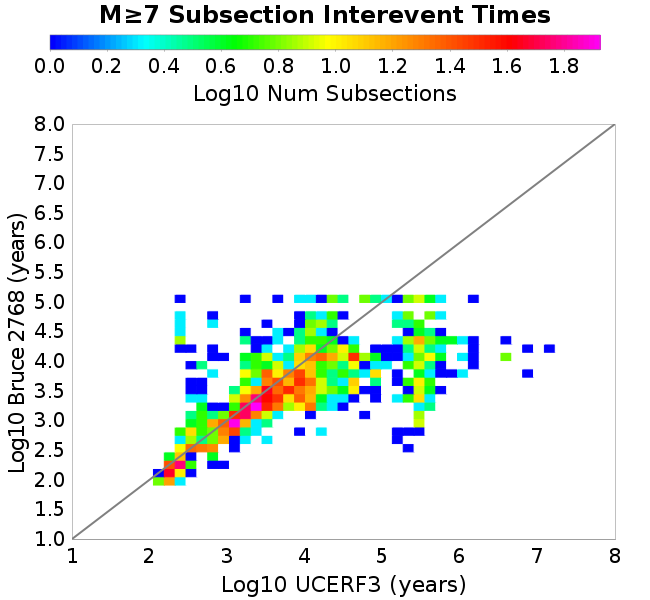 M≥7 Subsection Interevent Times
0.0 0.2 0.4 0.6 0.8 1.0 1.2 1.4 1.6 1.8
Log10 Num Subsections
8.0
7.5
7.0
6.5
6.0
5.5
5.0
4.5
4.0
3.5
3.0
2.5
2.0
1.5
1.0
Log10 Bruce 2768 (years)
1 2 3 4 5 6 7 8
Log10 UCERF3 (years)